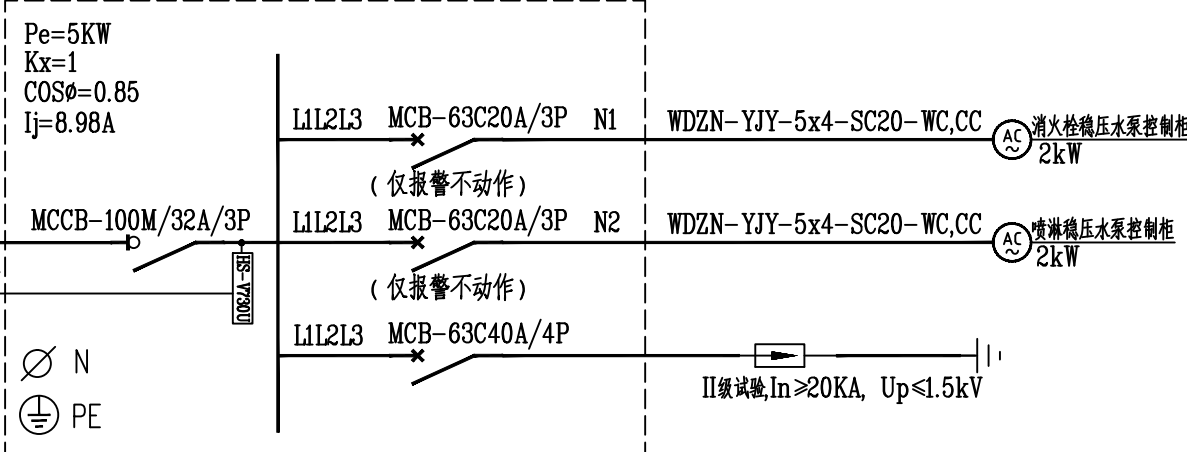 Pe=5KW
Kx=1
COSø=0.85
Ij=8.98A
L1L2L3 MCB-63C20A/3P N1 WDZN-YJY-5x4-SC20-WC,CC AC~ 消火栓稳压水泵控制柜
2kW
(仅报警不动作)
MCCB-100M/32A/3P L1L2L3 MCB-63C20A/3P N2 WDZN-YJY-5x4-SC20-WC,CC AC~ 喷淋稳压水泵控制柜
2kW
HS-V730U
(仅报警不动作)
L1L2L3 MCB-63C40A/4P
N
II级试验,In≥20KA, Up≤1.5kV
PE